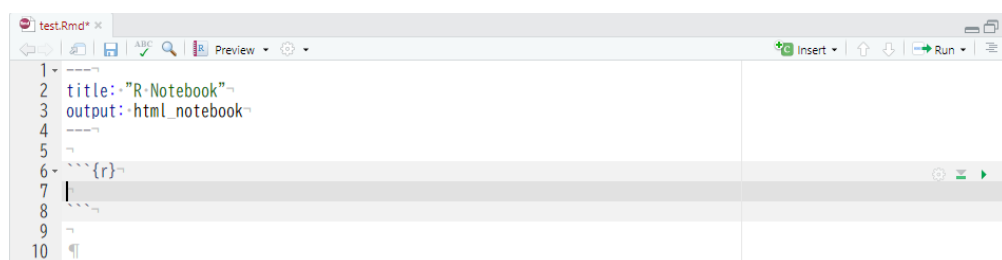 test.Rmd*
ABC Preview Insert Run
1 ---
2 title: "R Notebook"
3 output: html_notebook
4 ---
5
6 ```{r}
7
8 ```
9
10